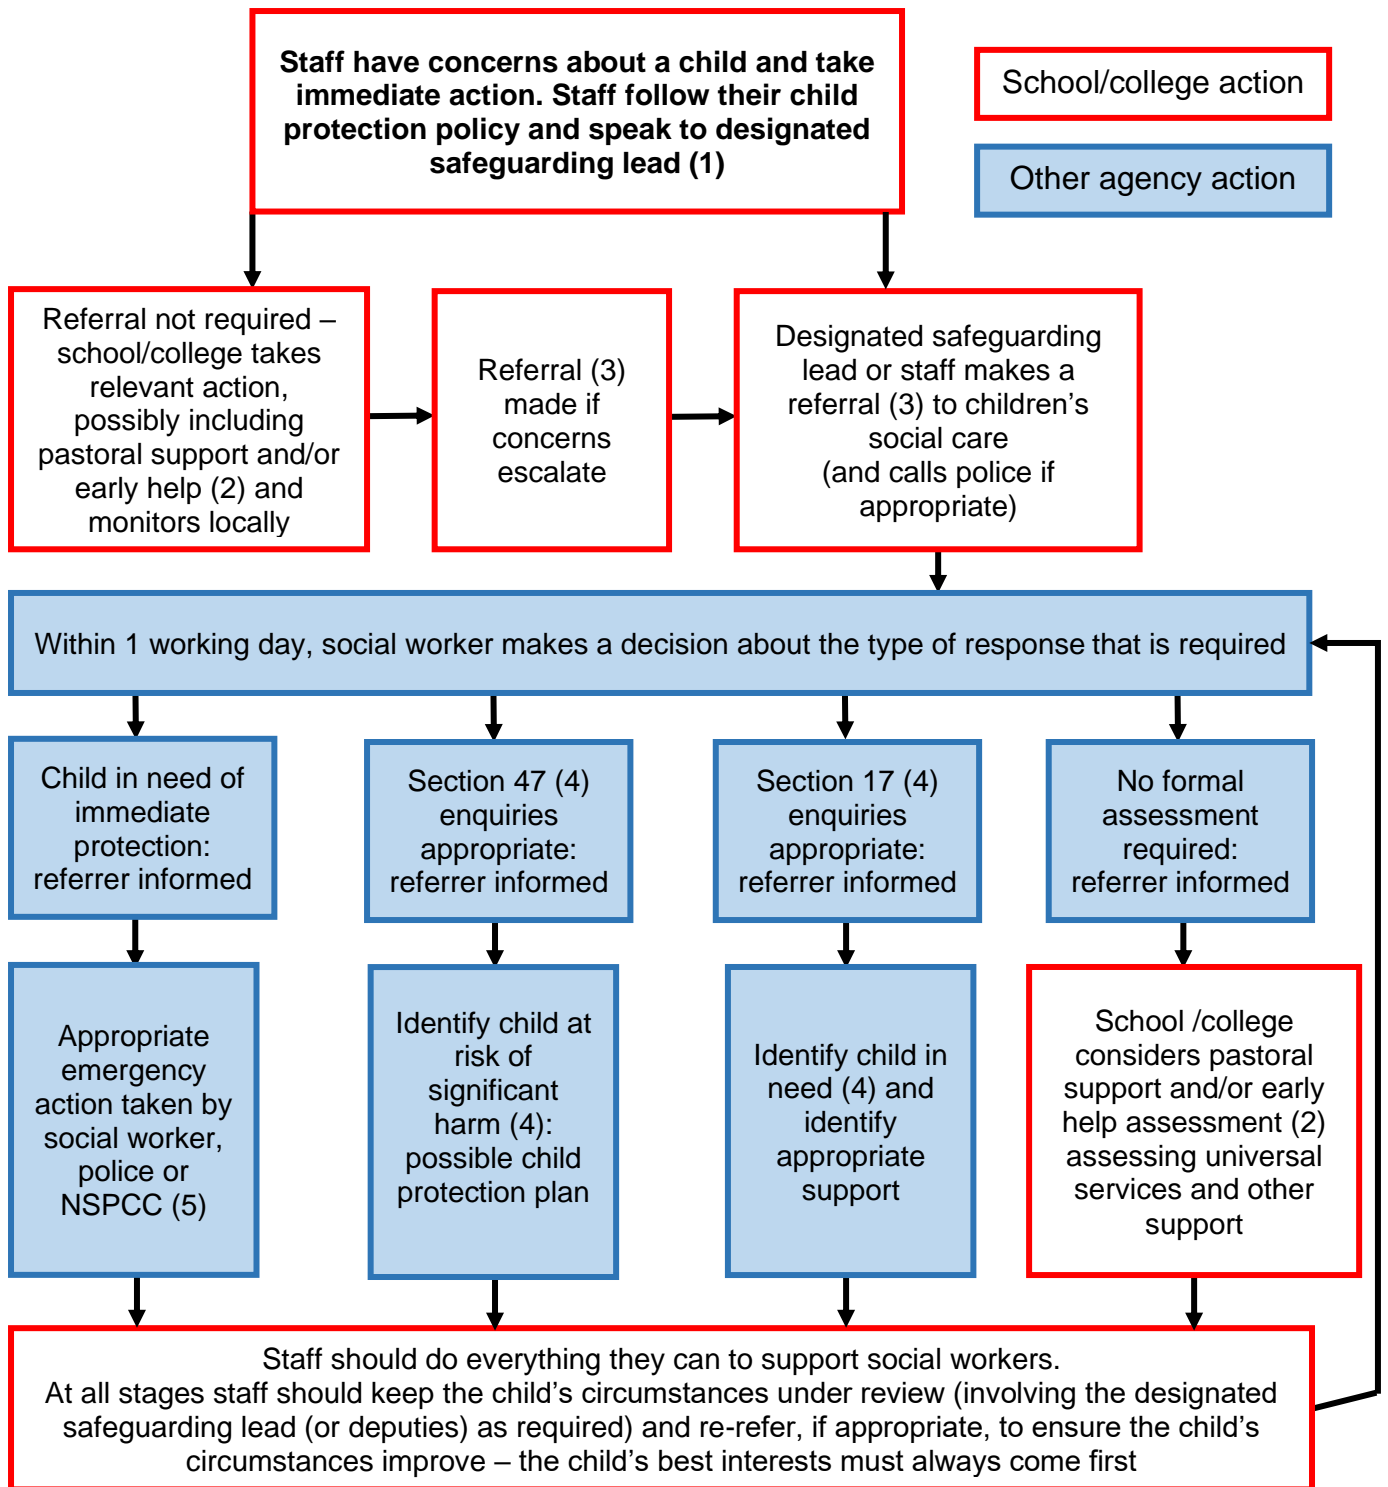 Staff have concerns about a child and take
immediate action. Staff follow their child
protection policy and speak to designated
safeguarding lead (1)
School/college action
Other agency action
Referral not required –
school/college takes
relevant action,
possibly including
pastoral support and/or
early help (2) and
monitors locally
Referral (3)
made if
concerns
escalate
Designated safeguarding
lead or staff makes a
referral (3) to children’s
social care
(and calls police if
appropriate)
Within 1 working day, social worker makes a decision about the type of response that is required
Child in need of
immediate
protection:
referrer informed
Section 47 (4)
enquiries
appropriate:
referrer informed
Section 17 (4)
enquiries
appropriate:
referrer informed
No formal
assessment
required:
referrer informed
Appropriate
emergency
action taken by
social worker,
police or
NSPCC (5)
Identify child at
risk of
significant
harm (4):
possible child
protection plan
Identify child in
need (4) and
identify
appropriate
support
School /college
considers pastoral
support and/or early
help assessment (2)
assessing universal
services and other
support
Staff should do everything they can to support social workers.
At all stages staff should keep the child’s circumstances under review (involving the designated
safeguarding lead (or deputies) as required) and re-refer, if appropriate, to ensure the child’s
circumstances improve – the child’s best interests must always come first